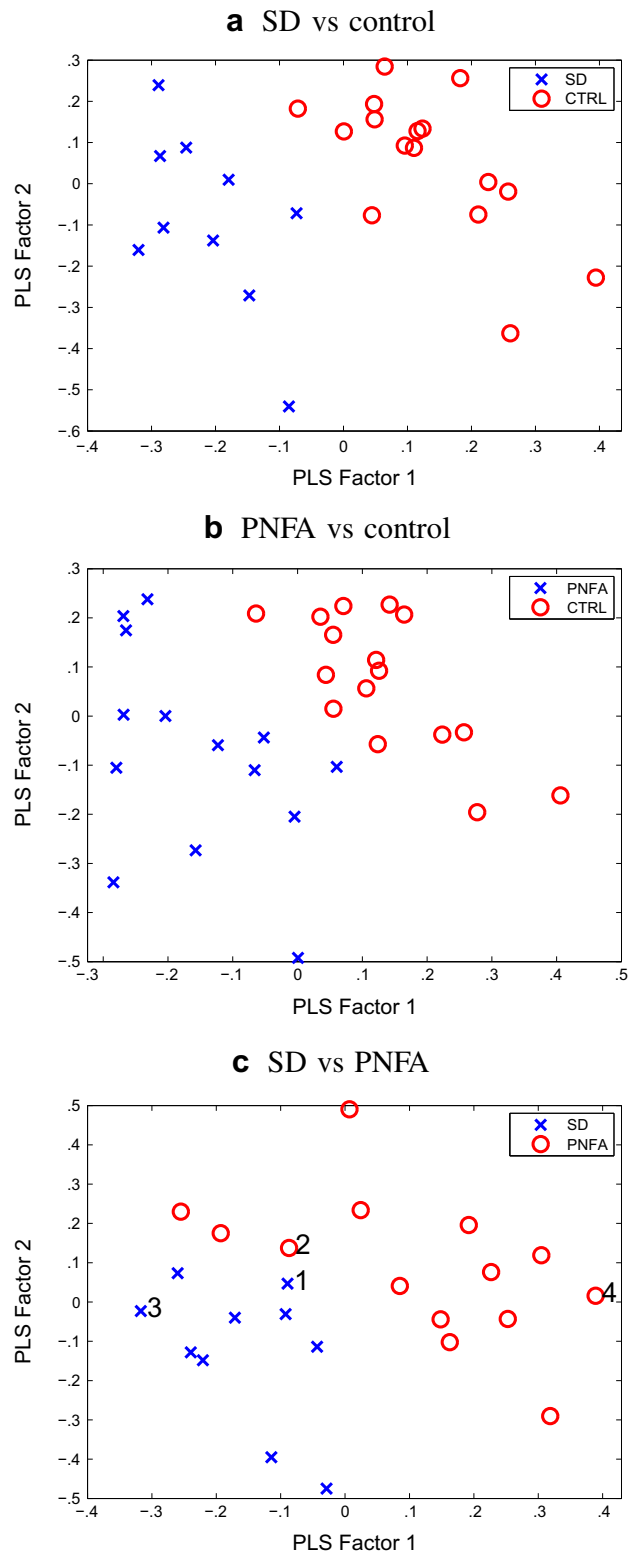 a SD vs control
.3
.2
.1
0
−.1
−.2
−.3
−.4
−.5
−.6
PLS Factor 2
SD
CTRL
−.4 −.3 −.2 −.1 0 .1 .2 .3 .4
PLS Factor 1
b PNFA vs control
.3
.2
.1
0
−.1
−.2
−.3
−.4
−.5
PLS Factor 2
PNFA
CTRL
−.3 −.2 −.1 0 .1 .2 .3 .4 .5
PLS Factor 1
c SD vs PNFA
.5
.4
.3
.2
.1
0
−.1
−.2
−.3
−.4
−.5
PLS Factor 2
SD
PNFA
2
1
3
4
−.4 −.3 −.2 −.1 0 .1 .2 .3 .4
PLS Factor 1